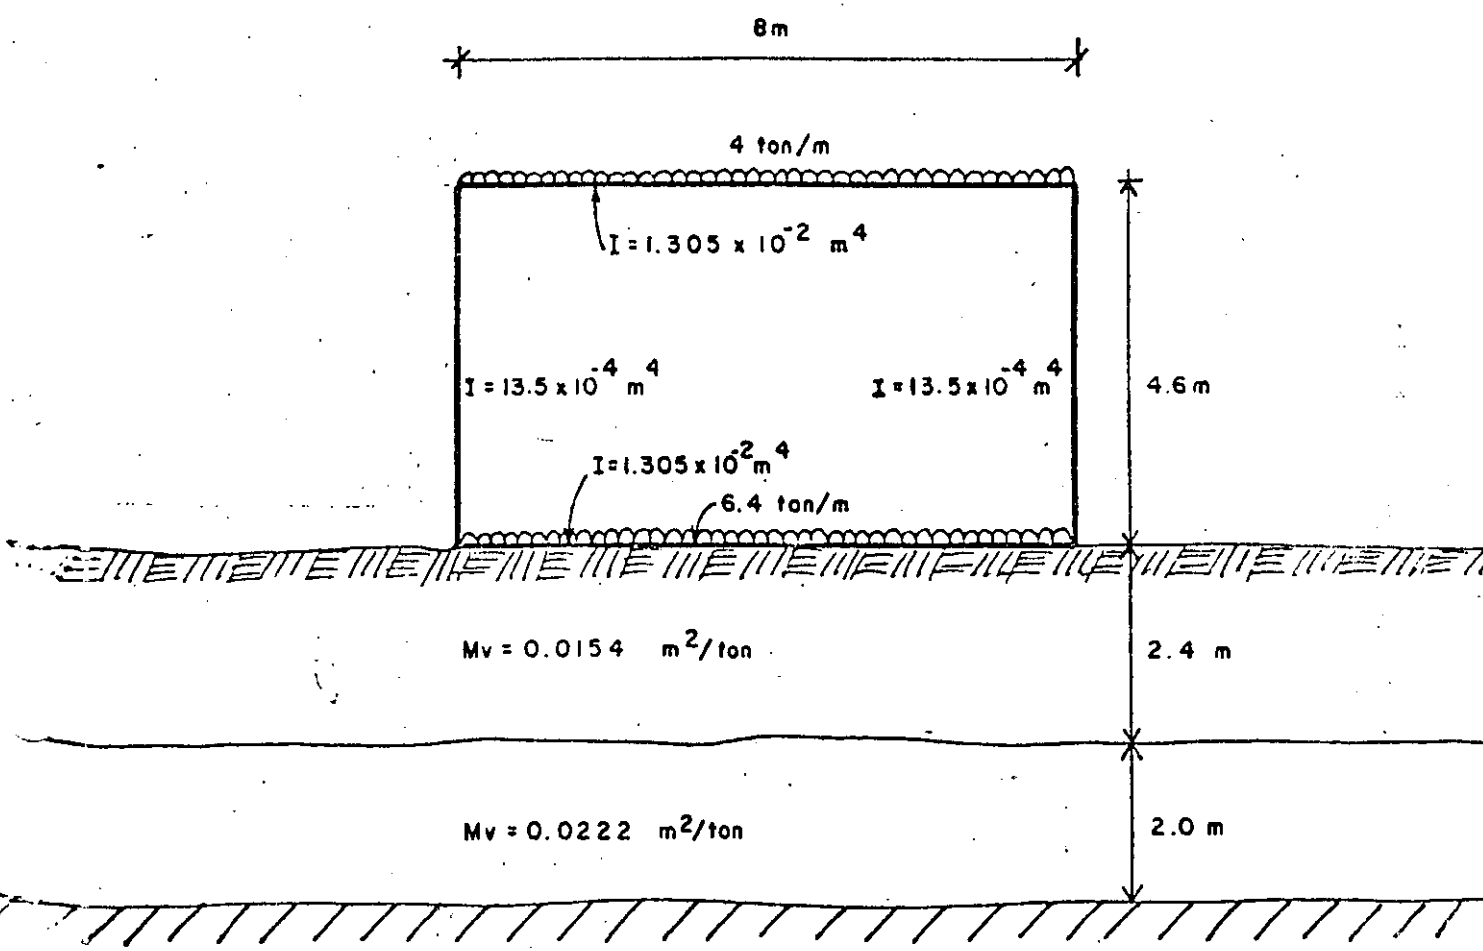 8m
4 ton/m
I = 1.305 x 10⁻² m⁴
I = 13.5 x 10⁻⁴ m⁴
I = 13.5 x 10⁻⁴ m⁴
4.6 m
I = 1.305 x 10⁻² m⁴
6.4 ton/m
Mv = 0.0154 m²/ton
2.4 m
Mv = 0.0222 m²/ton
2.0 m